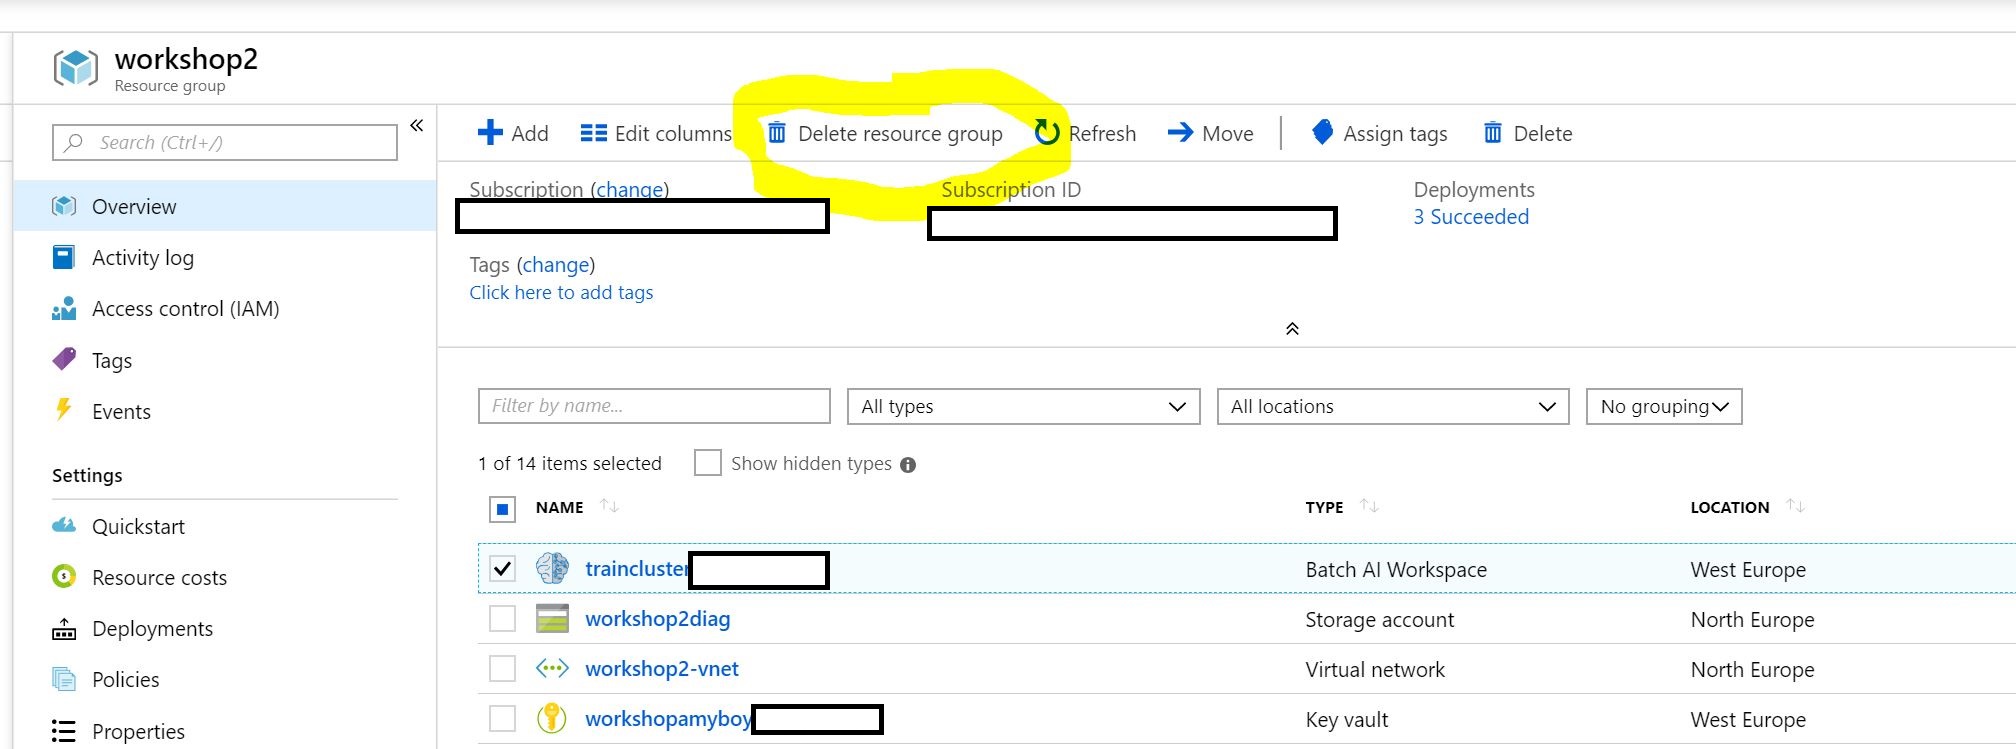 workshop2
Resource group
Search (Ctrl+/)
Overview
Activity log
Access control (IAM)
Tags
Events
Settings
Quickstart
Resource costs
Deployments
Policies
Properties
Add Edit columns Delete resource group Refresh Move Assign tags Delete
Subscription (change) Subscription ID Deployments
3 Succeeded
Tags (change)
Click here to add tags
Filter by name... All types All locations No grouping
1 of 14 items selected Show hidden types
NAME TYPE LOCATION
traincluster Batch AI Workspace West Europe
workshop2diag Storage account North Europe
workshop2-vnet Virtual network North Europe
workshopamyboy Key vault West Europe